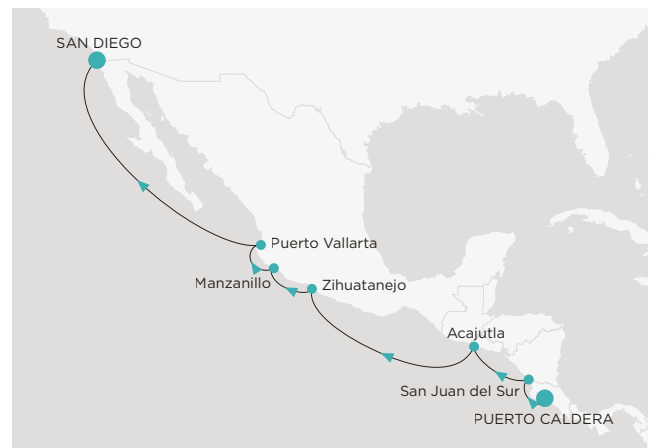 SAN DIEGO
Puerto Vallarta
Manzanillo
Zihuatanejo
Acajutla
San Juan del Sur
PUERTO CALDERA